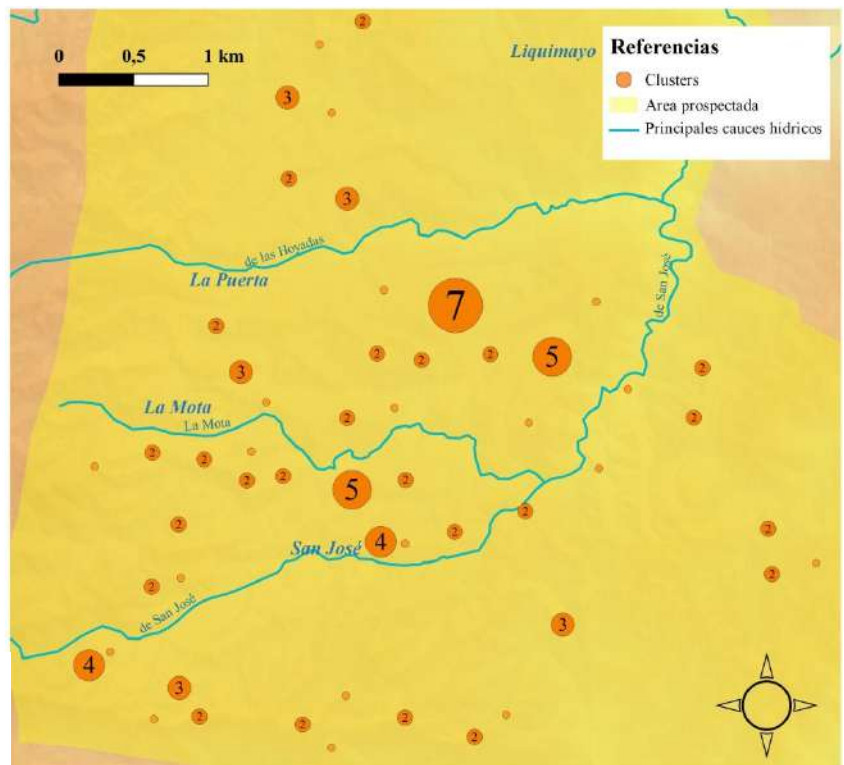 2
0 0,5 1 km
Liquimayo
Referencias
Clusters
Area prospectada
Principales cauces hídricos
3
2
3
de las Hoyadas
La Puerta
de San José
7
2
5
2
2
2
2
3
La Mota
La Mota
2
2
2
2
2
2
5
2
2
2
2
4
2
San José
2
2
2
de San José
3
4
3
2
2
2
2